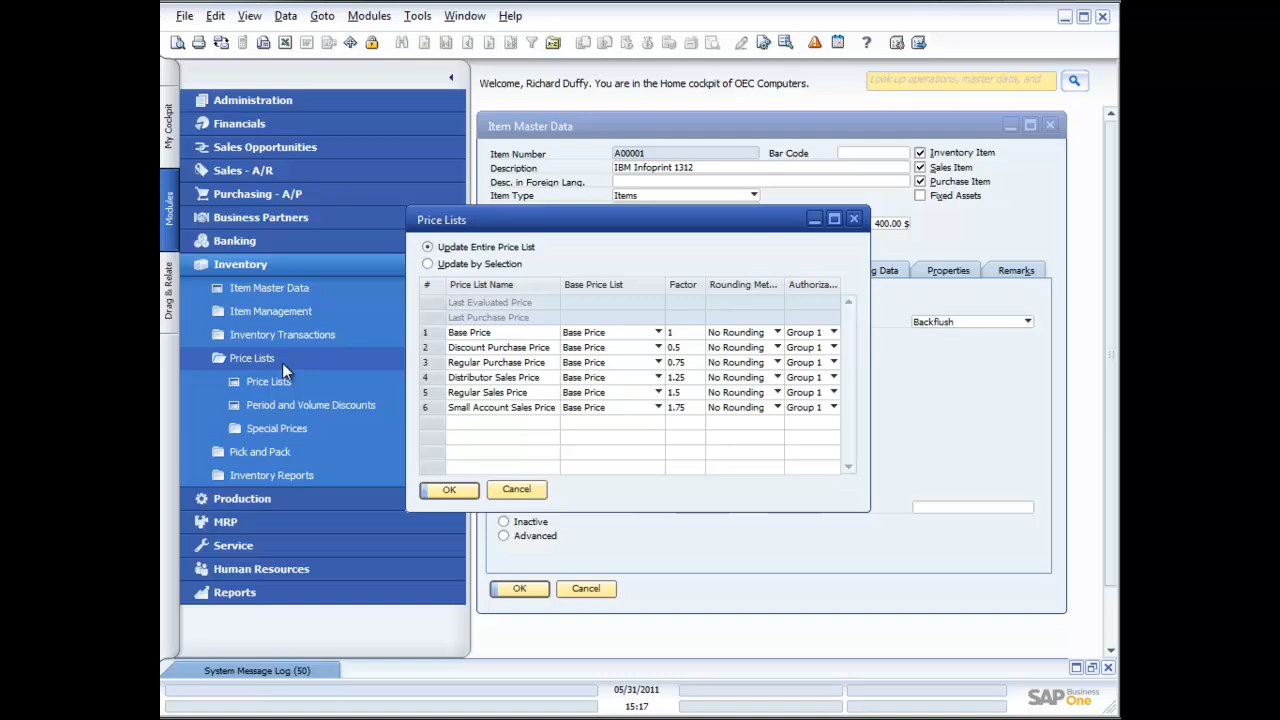 File Edit View Data Goto Modules Tools Window Help
Welcome, Richard Duffy. You are in the Home cockpit of OEC Computers.
Look up operations, master data, and
My Cockpit
Modules
Drag & Relate
Administration
Financials
Sales Opportunities
Sales - A/R
Purchasing - A/P
Business Partners
Banking
Inventory
Item Master Data
Item Management
Inventory Transactions
Price Lists
Price Lists
Period and Volume Discounts
Special Prices
Pick and Pack
Inventory Reports
Production
MRP
Service
Human Resources
Reports
Item Master Data
Item Number A00001 Bar Code Inventory Item
Description IBM Infoprint 1312 Sales Item
Desc. in Foreign Lang. Purchase Item
Item Type Items Fixed Assets
400.00 $
g Data Properties Remarks
Backflush
Price Lists
Update Entire Price List
Update by Selection
# Price List Name Base Price List Factor Rounding Met... Authoriza...
Last Evaluated Price
Last Purchase Price
1 Base Price Base Price 1 No Rounding Group 1
2 Discount Purchase Price Base Price 0.5 No Rounding Group 1
3 Regular Purchase Price Base Price 0.75 No Rounding Group 1
4 Distributor Sales Price Base Price 1.25 No Rounding Group 1
5 Regular Sales Price Base Price 1.5 No Rounding Group 1
6 Small Account Sales Price Base Price 1.75 No Rounding Group 1
OK Cancel
Inactive
Advanced
OK Cancel
System Message Log (50)
05/31/2011
15:17
SAP Business One